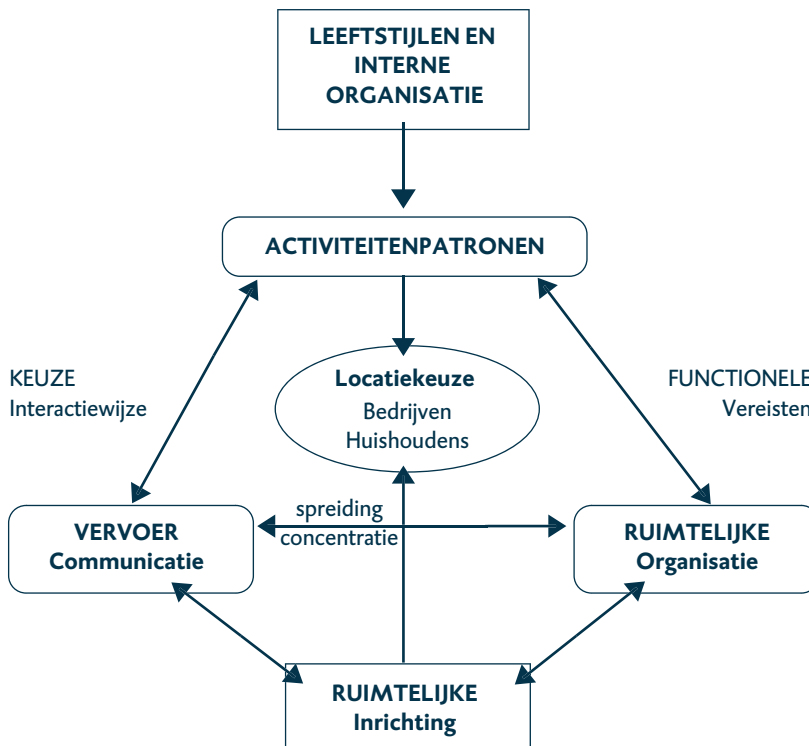 LEEFTSTIJLEN EN
INTERNE
ORGANISATIE
ACTIVITEITENPATRONEN
KEUZE
Interactiewijze
Locatiekeuze
Bedrijven
Huishoudens
FUNCTIONELE
Vereisten
VERVOER
Communicatie
spreiding
concentratie
RUIMTELIJKE
Organisatie
RUIMTELIJKE
Inrichting